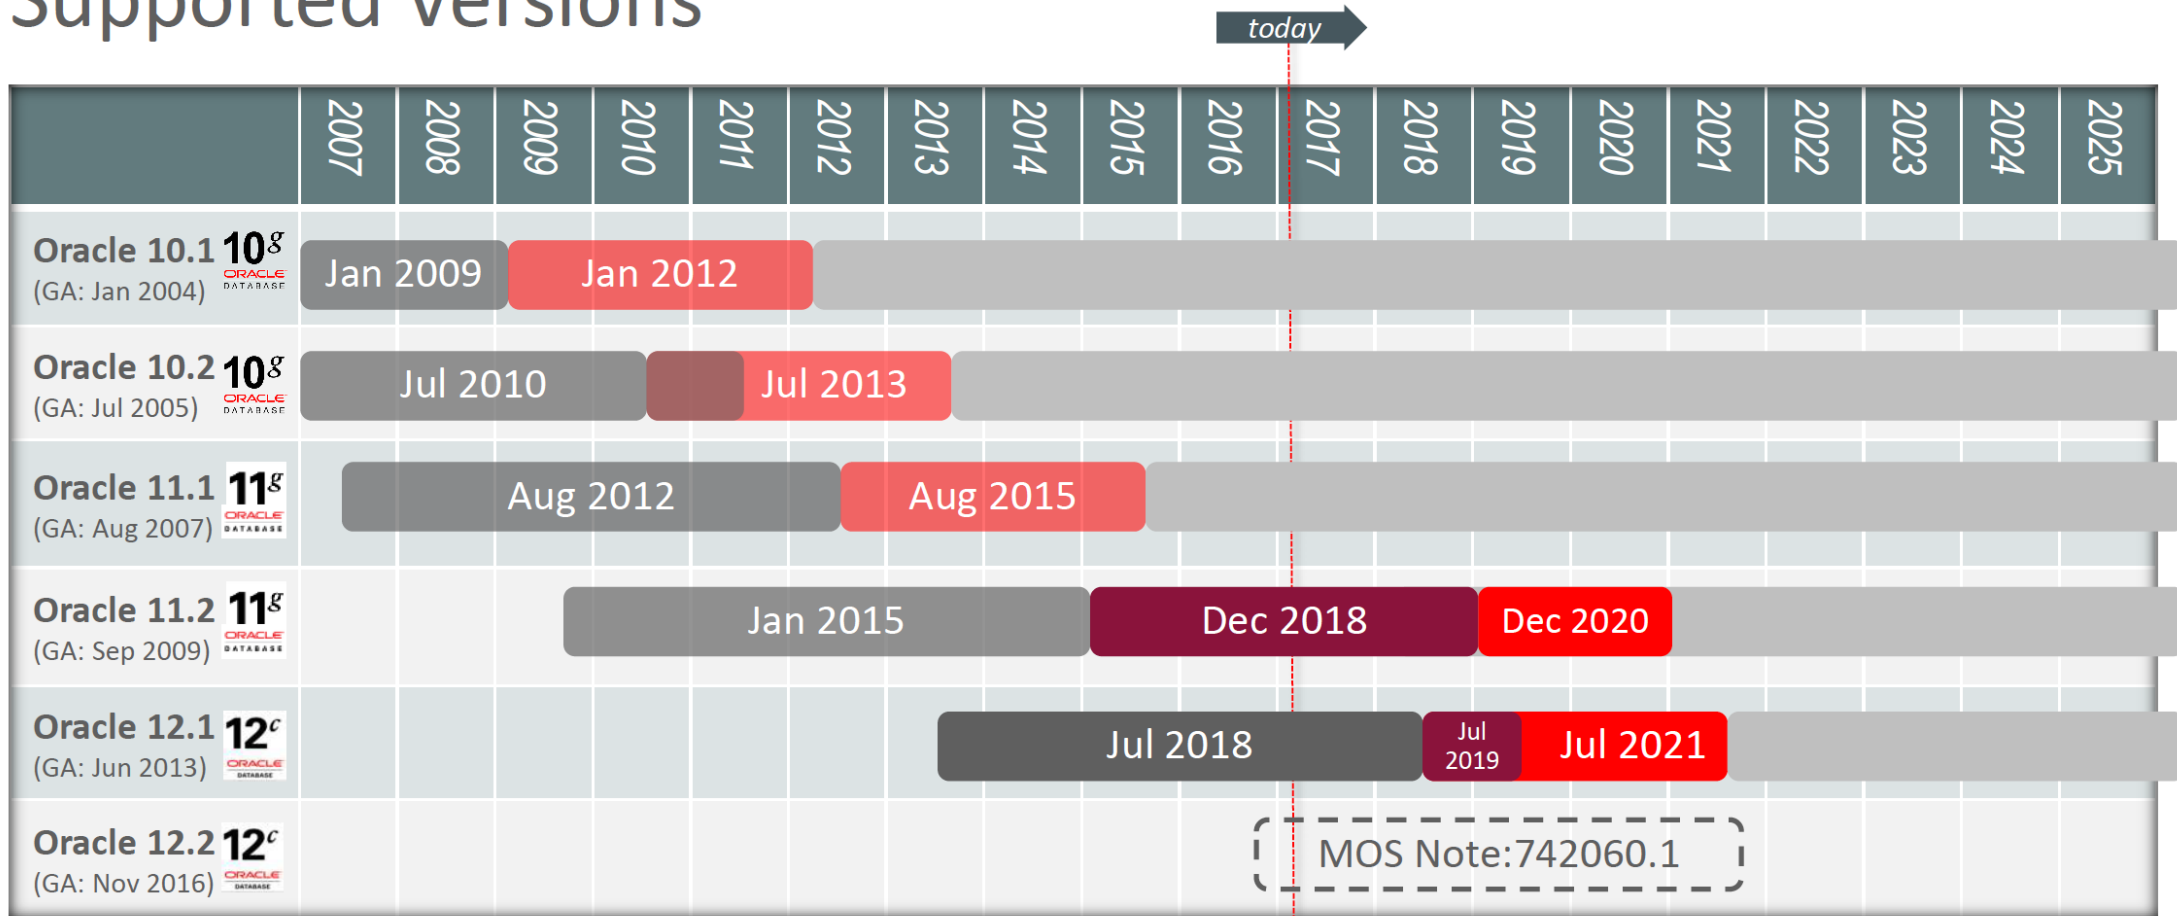 Supported Versions
today
2007 2008 2009 2010 2011 2012 2013 2014 2015 2016 2017 2018 2019 2020 2021 2022 2023 2024 2025
Oracle 10.1
(GA: Jan 2004)
10g
ORACLE
DATABASE
Jan 2009
Jan 2012
Oracle 10.2
(GA: Jul 2005)
10g
ORACLE
DATABASE
Jul 2010
Jul 2013
Oracle 11.1
(GA: Aug 2007)
11g
ORACLE
DATABASE
Aug 2012
Aug 2015
Oracle 11.2
(GA: Sep 2009)
11g
ORACLE
DATABASE
Jan 2015
Dec 2018
Dec 2020
Oracle 12.1
(GA: Jun 2013)
12c
ORACLE
DATABASE
Jul 2018
Jul
2019
Jul 2021
Oracle 12.2
(GA: Nov 2016)
12c
ORACLE
DATABASE
MOS Note:742060.1